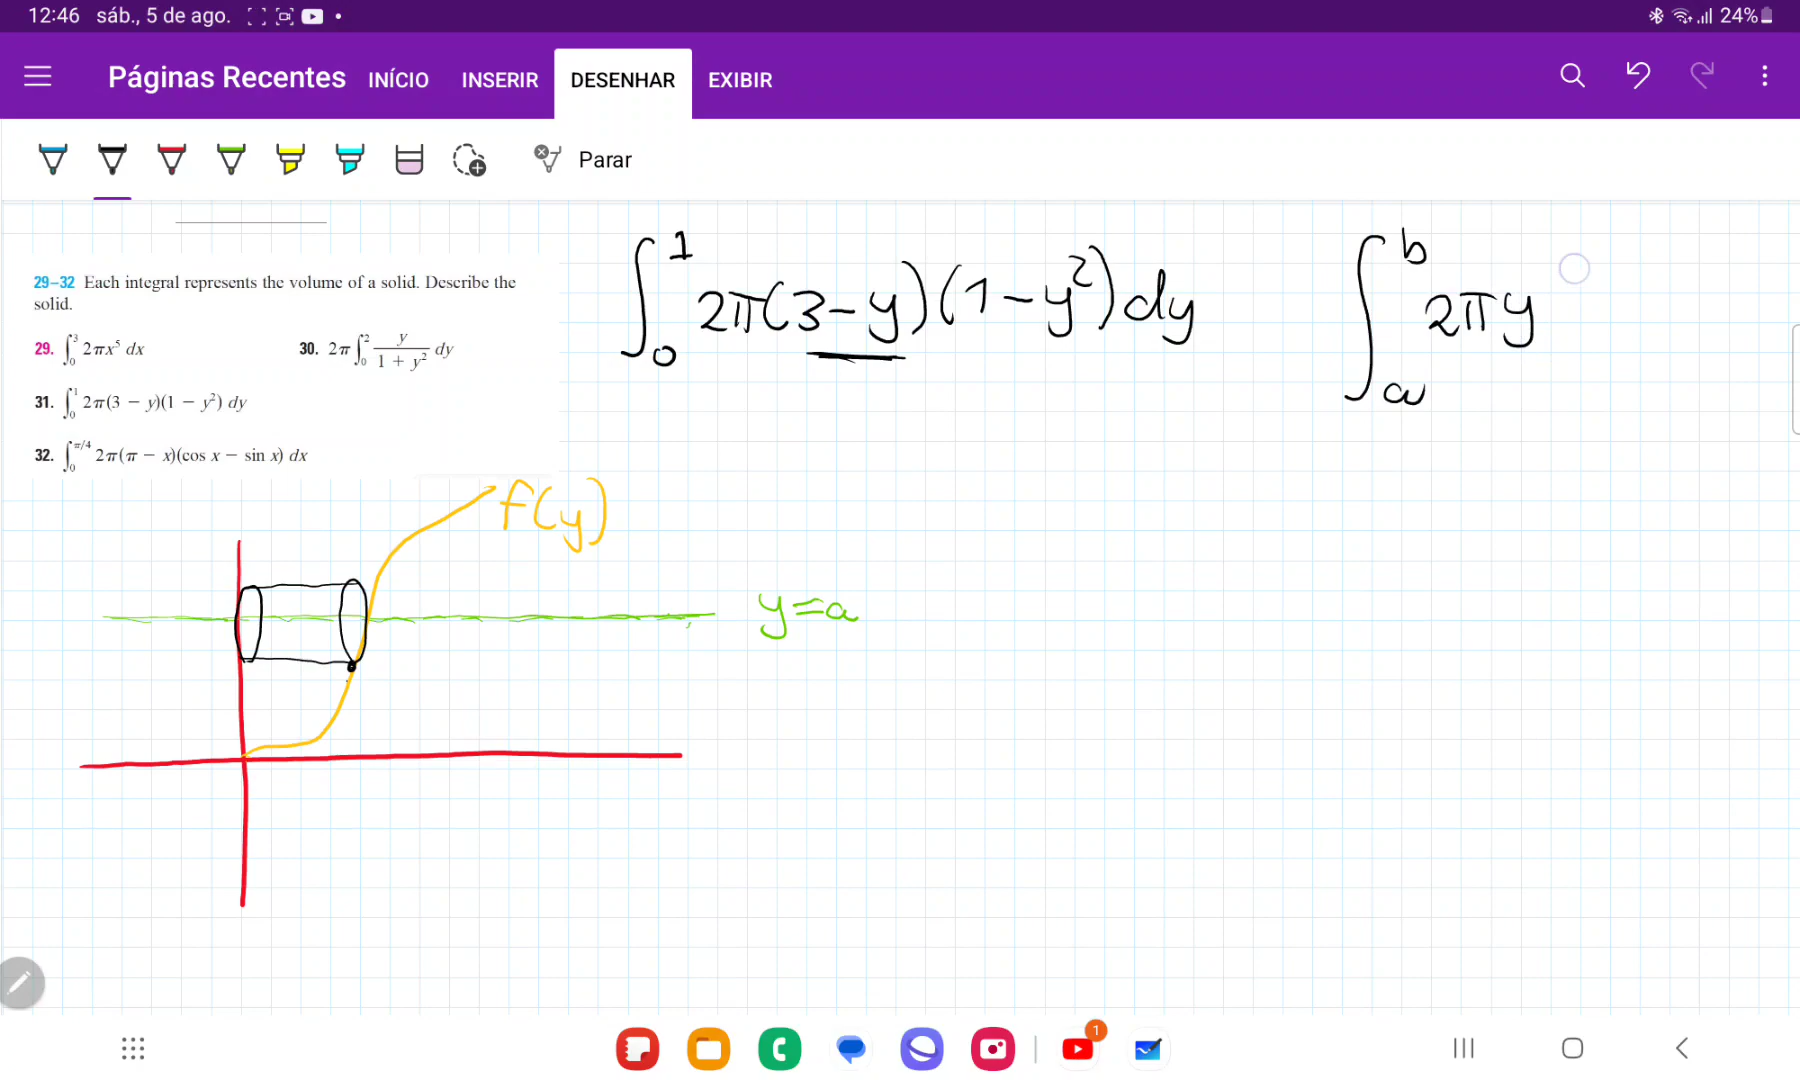 12:46 sáb., 5 de ago. 24%
Páginas Recentes INÍCIO INSERIR DESENHAR EXIBIR
Parar
29–32 Each integral represents the volume of a solid. Describe the
solid.
29. ∫₀³ 2πx⁵ dx 30. 2π ∫₀² y/(1 + y²) dy
31. ∫₀¹ 2π(3 − y)(1 − y²) dy
32. ∫₀^(π/4) 2π(π − x)(cos x − sin x) dx
∫₀¹ 2π(3−y)(1−y²)dy
∫ₐᵇ 2πy
f(y)
y=a
1